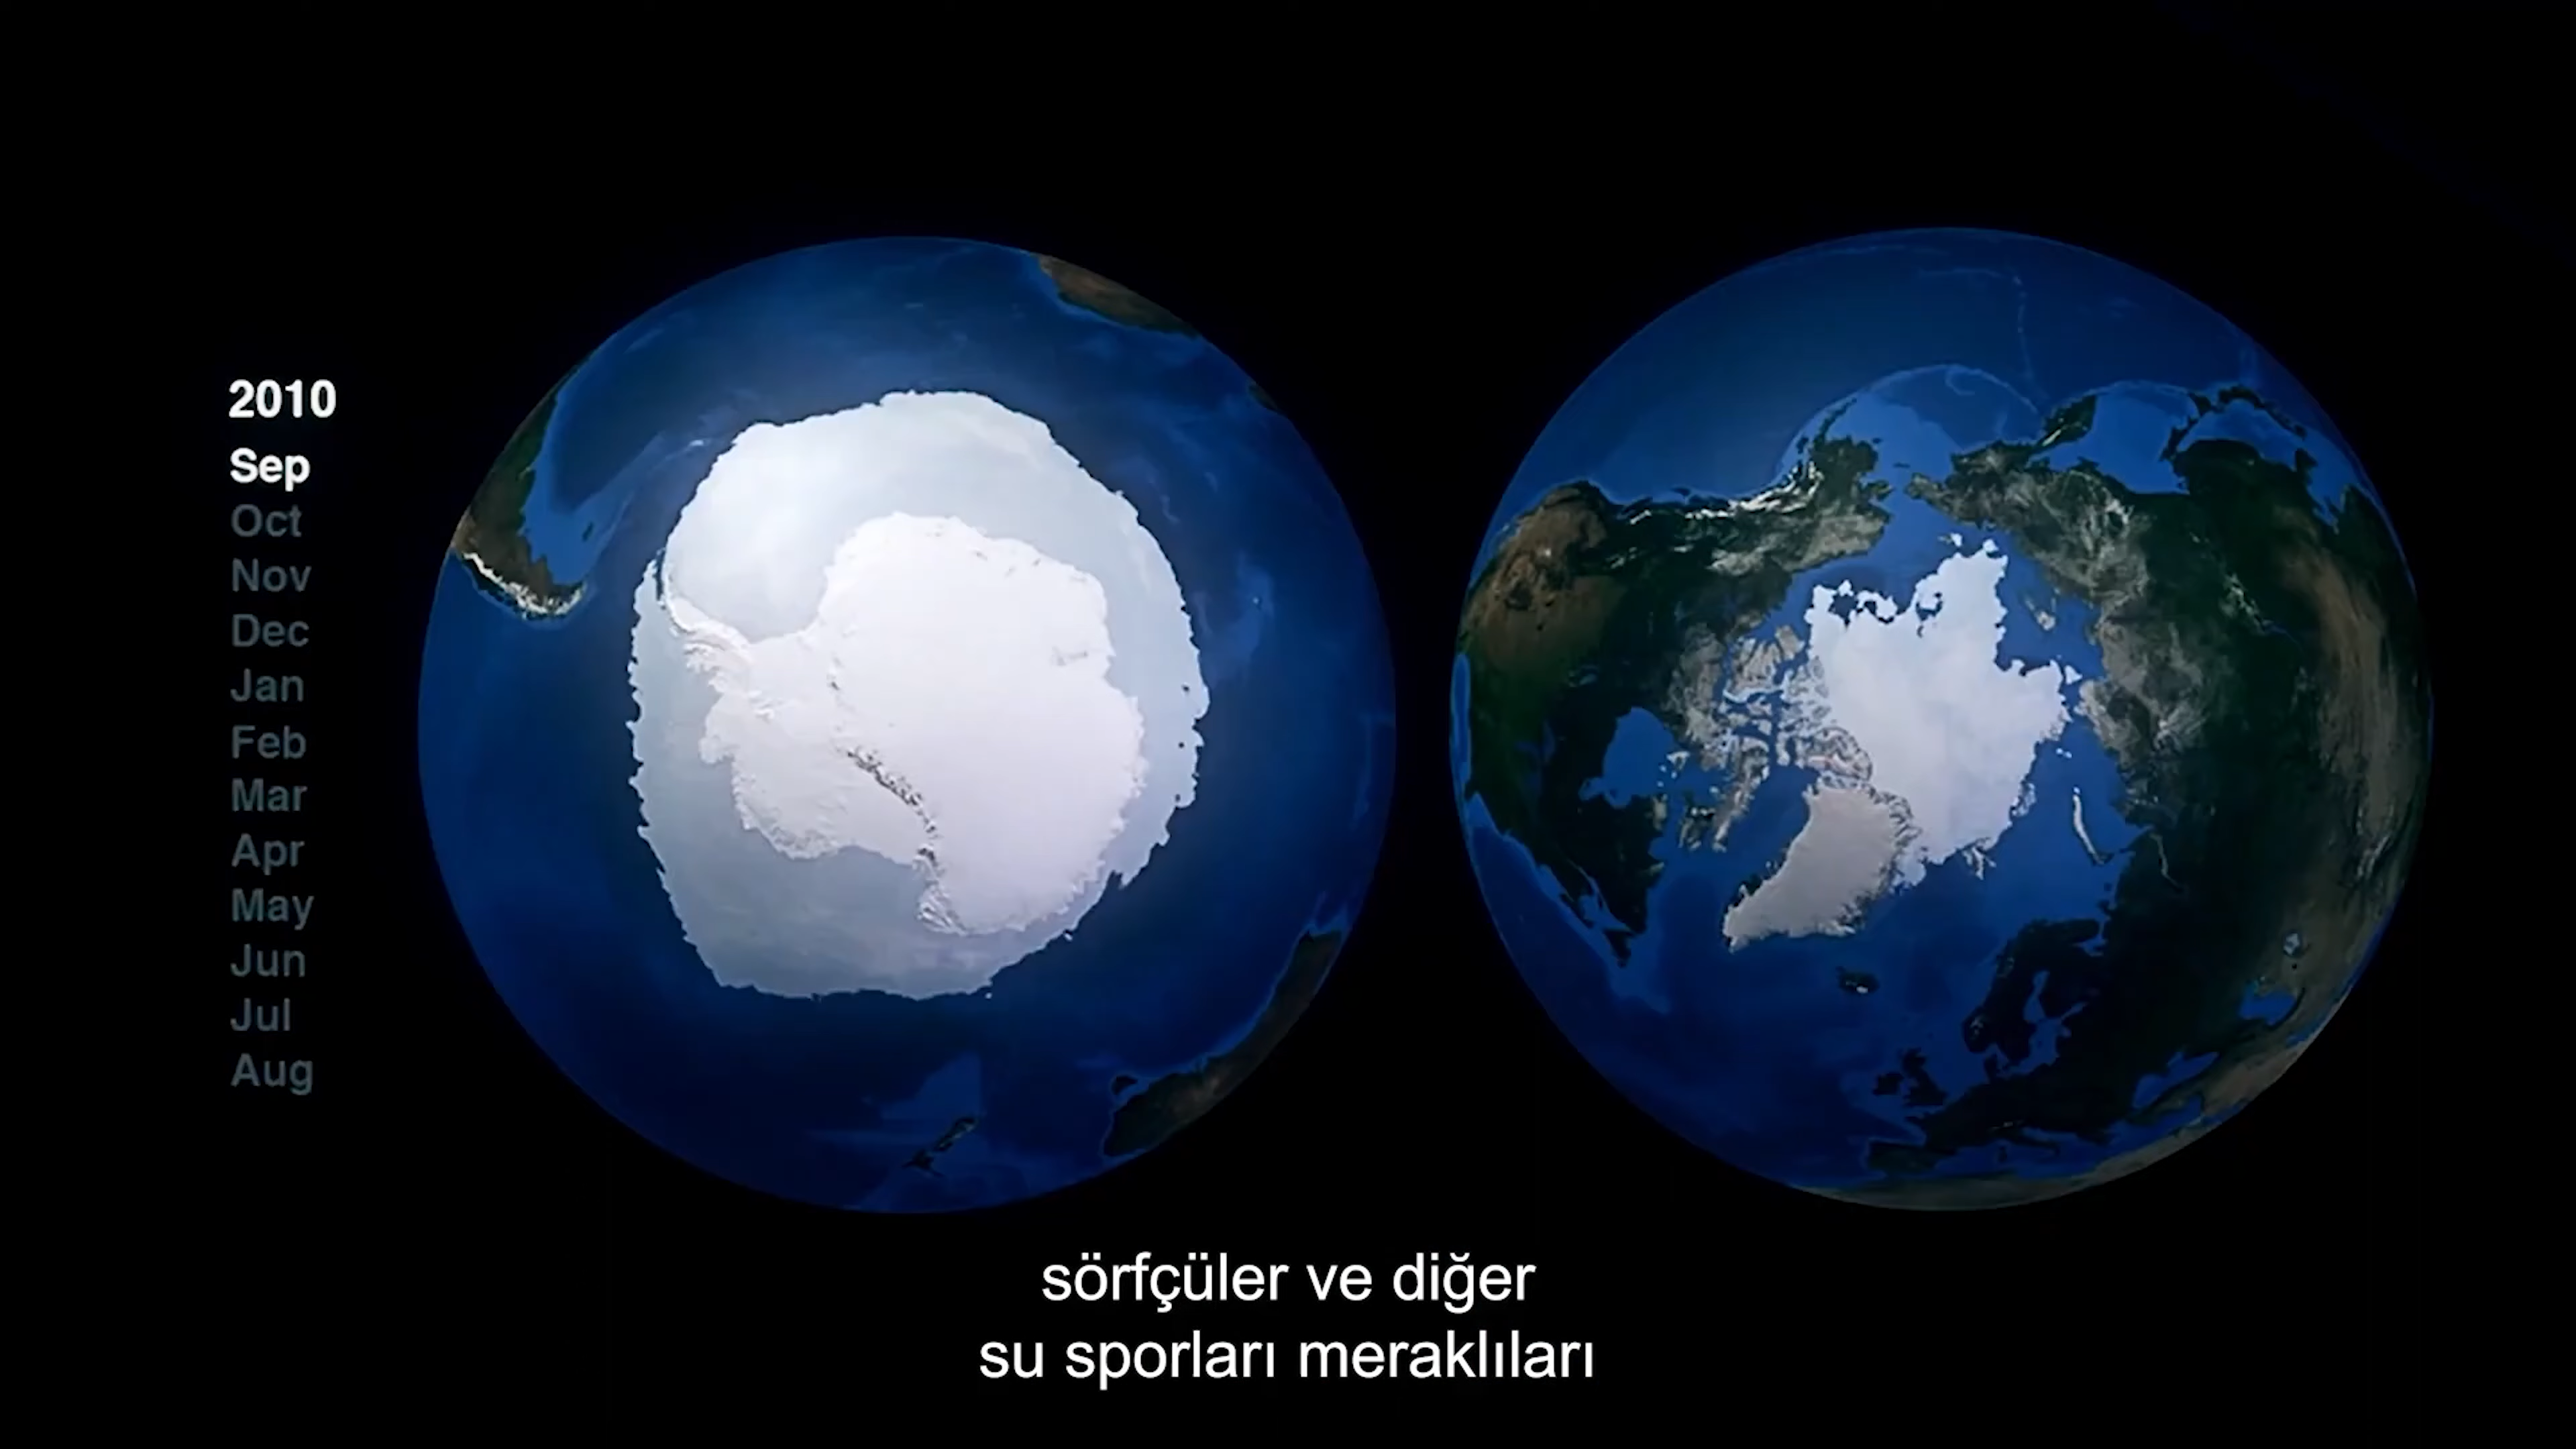 2010
Sep
Oct
Nov
Dec
Jan
Feb
Mar
Apr
May
Jun
Jul
Aug
sörfçüler ve diğer
su sporları meraklıları